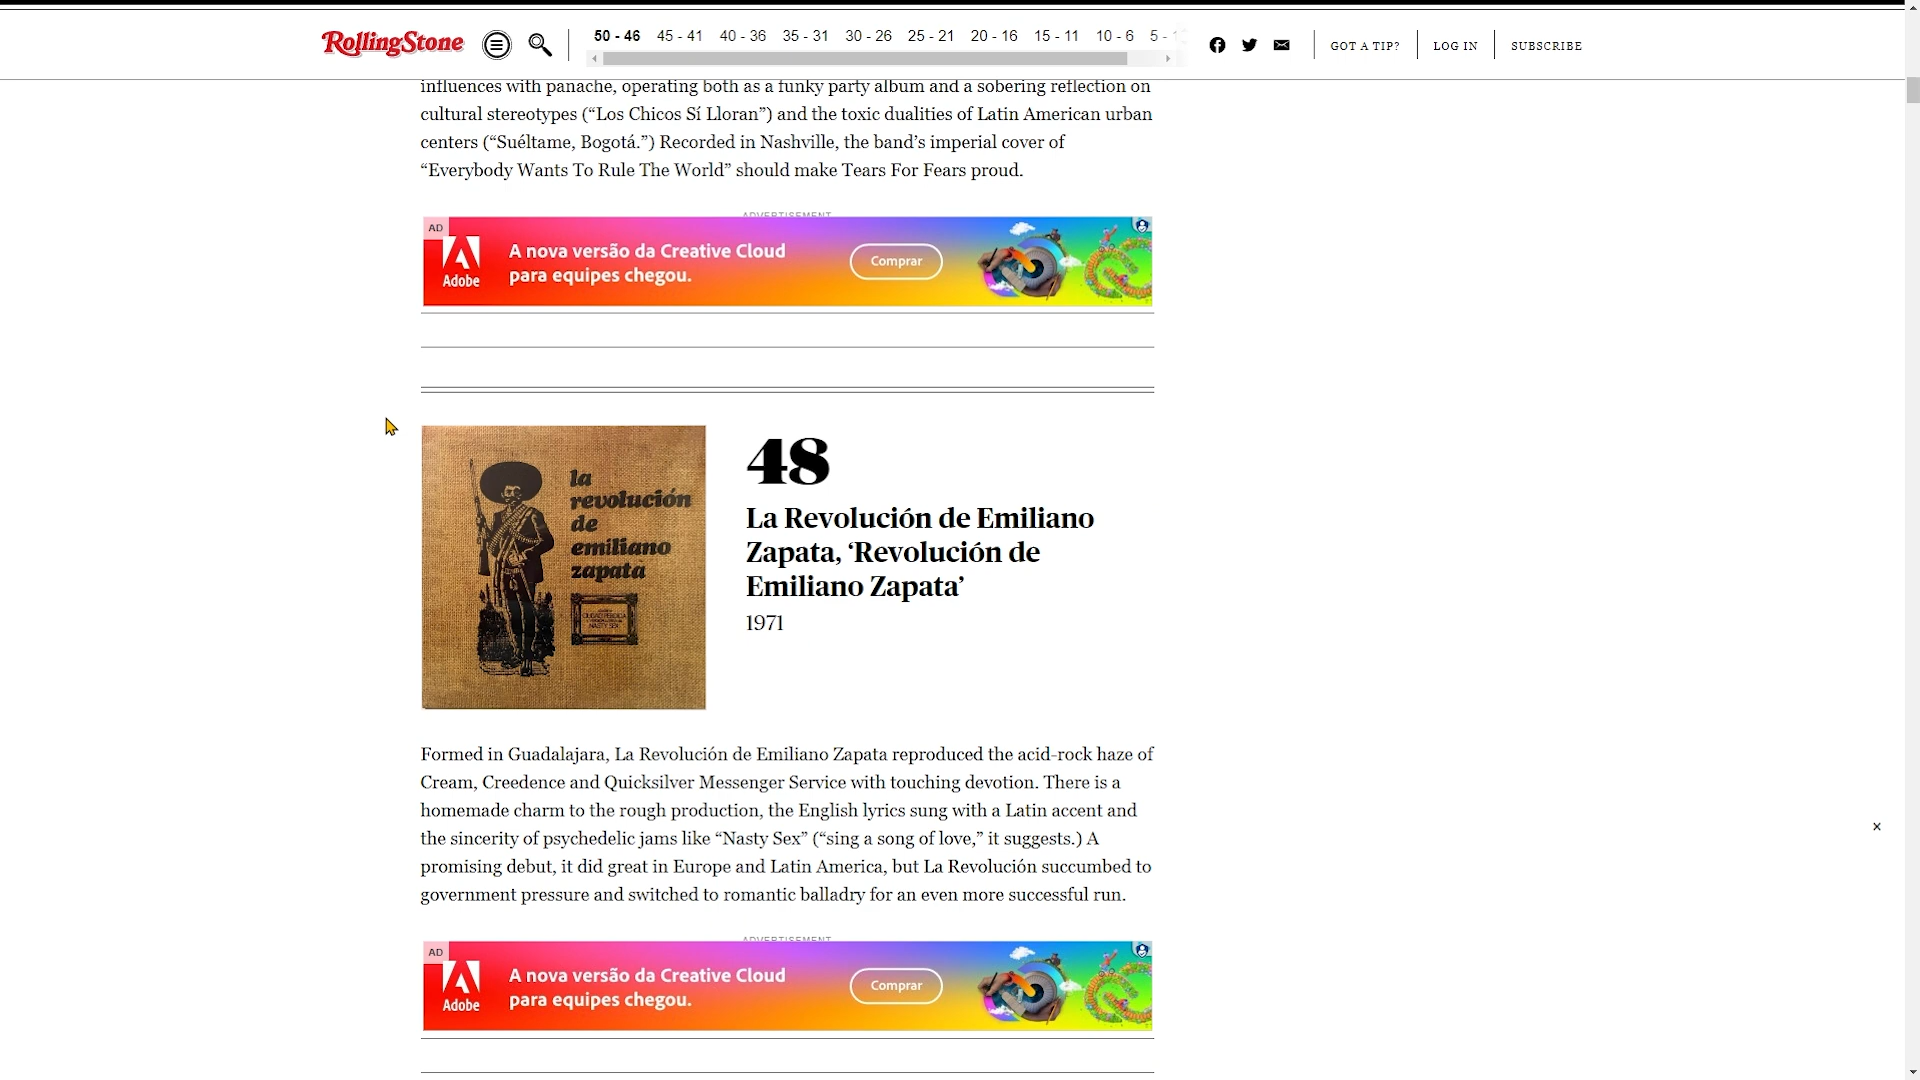 RollingStone
50 - 46 45 - 41 40 - 36 35 - 31 30 - 26 25 - 21 20 - 16 15 - 11 10 - 6 5 -
GOT A TIP? LOG IN SUBSCRIBE
influences with panache, operating both as a funky party album and a sobering reflection on
cultural stereotypes (“Los Chicos Sí Lloran”) and the toxic dualities of Latin American urban
centers (“Suéltame, Bogotá.”) Recorded in Nashville, the band’s imperial cover of
“Everybody Wants To Rule The World” should make Tears For Fears proud.
ADVERTISEMENT
AD
Adobe
A nova versão da Creative Cloud
para equipes chegou.
Comprar
la
revolución
de
emiliano
zapata
NASTY SEX
48
La Revolución de Emiliano
Zapata, ‘Revolución de
Emiliano Zapata’
1971
Formed in Guadalajara, La Revolución de Emiliano Zapata reproduced the acid-rock haze of
Cream, Creedence and Quicksilver Messenger Service with touching devotion. There is a
homemade charm to the rough production, the English lyrics sung with a Latin accent and
the sincerity of psychedelic jams like “Nasty Sex” (“sing a song of love,” it suggests.) A
promising debut, it did great in Europe and Latin America, but La Revolución succumbed to
government pressure and switched to romantic balladry for an even more successful run.
ADVERTISEMENT
AD
Adobe
A nova versão da Creative Cloud
para equipes chegou.
Comprar